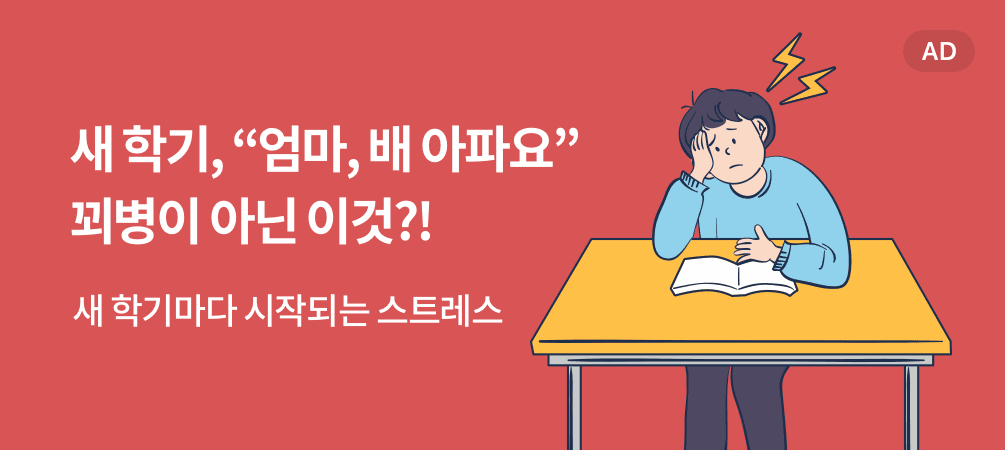 AD
새 학기, “엄마, 배 아파요”
꾀병이 아닌 이것?!
새 학기마다 시작되는 스트레스